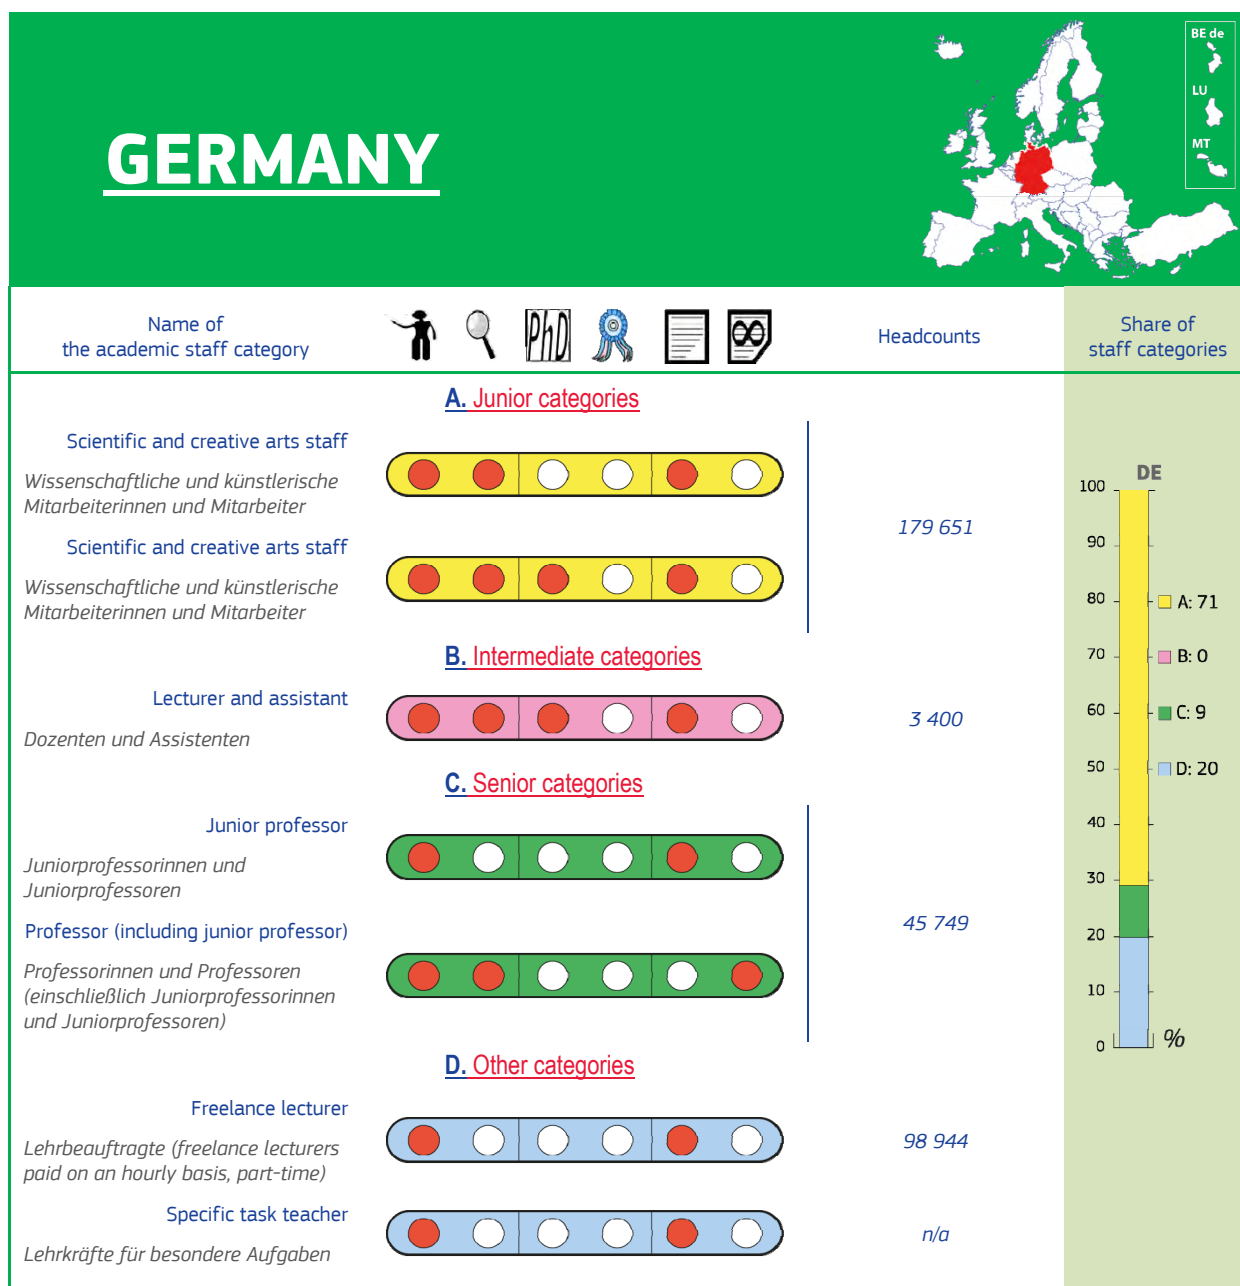 BE de
LU
MT
GERMANY
Name of
the academic staff category
PhD
Headcounts
Share of
staff categories
A. Junior categories
Scientific and creative arts staff
Wissenschaftliche und künstlerische
Mitarbeiterinnen und Mitarbeiter
179 651
Scientific and creative arts staff
Wissenschaftliche und künstlerische
Mitarbeiterinnen und Mitarbeiter
B. Intermediate categories
Lecturer and assistant
Dozenten und Assistenten
3 400
C. Senior categories
Junior professor
Juniorprofessorinnen und
Juniorprofessoren
45 749
Professor (including junior professor)
Professorinnen und Professoren
(einschließlich Juniorprofessorinnen
und Juniorprofessoren)
D. Other categories
Freelance lecturer
Lehrbeauftragte (freelance lecturers
paid on an hourly basis, part-time)
98 944
Specific task teacher
Lehrkräfte für besondere Aufgaben
n/a
DE
100
90
80
70
60
50
40
30
20
10
0
%
A: 71
B: 0
C: 9
D: 20